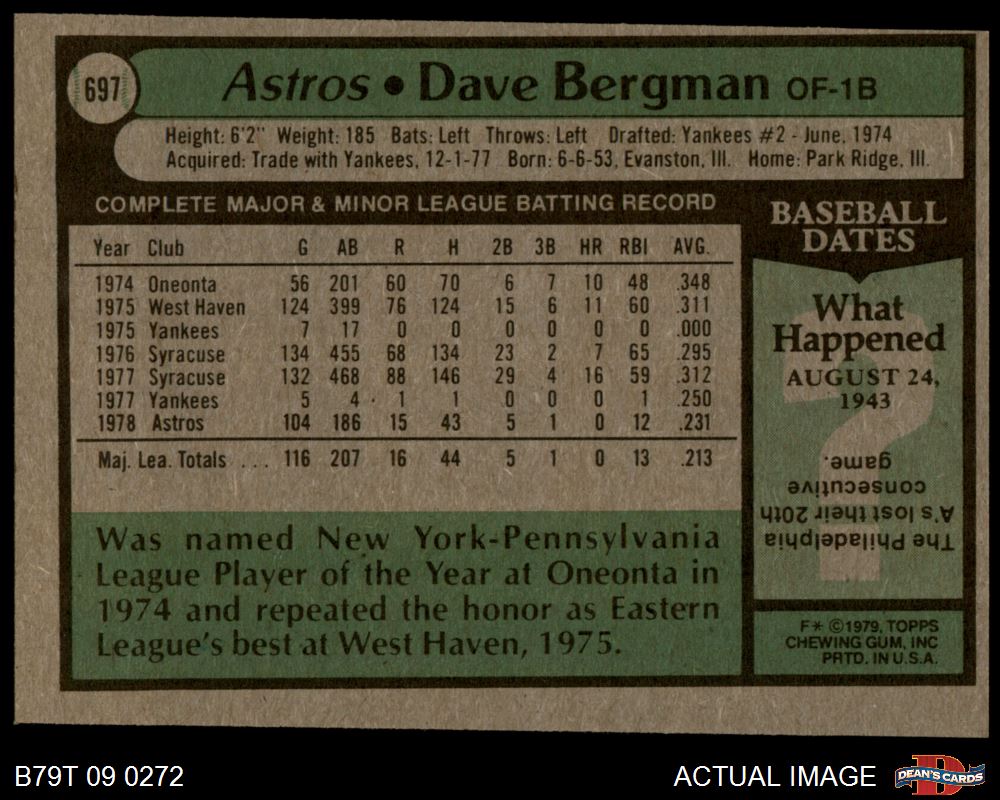 697
Astros • Dave Bergman OF-1B
Height: 6'2" Weight: 185 Bats: Left Throws: Left Drafted: Yankees #2 - June, 1974
Acquired: Trade with Yankees, 12-1-77 Born: 6-6-53, Evanston, Ill. Home: Park Ridge, Ill.
COMPLETE MAJOR & MINOR LEAGUE BATTING RECORD
Year Club G AB R H 2B 3B HR RBI AVG.
1974 Oneonta 56 201 60 70 6 7 10 48 .348
1975 West Haven 124 399 76 124 15 6 11 60 .311
1975 Yankees 7 17 0 0 0 0 0 0 .000
1976 Syracuse 134 455 68 134 23 2 7 65 .295
1977 Syracuse 132 468 88 146 29 4 16 59 .312
1977 Yankees 5 4 1 1 0 0 0 1 .250
1978 Astros 104 186 15 43 5 1 0 12 .231
Maj. Lea. Totals ... 116 207 16 44 5 1 0 13 .213
Was named New York-Pennsylvania
League Player of the Year at Oneonta in
1974 and repeated the honor as Eastern
League's best at West Haven, 1975.
BASEBALL
DATES
What
Happened
AUGUST 24,
1943
?
The Philadelphia
A's lost their 20th
consecutive
game.
F* ©1979, TOPPS
CHEWING GUM, INC
PRTD. IN U.S.A.
B79T 09 0272
ACTUAL IMAGE
D
DEAN'S CARDS